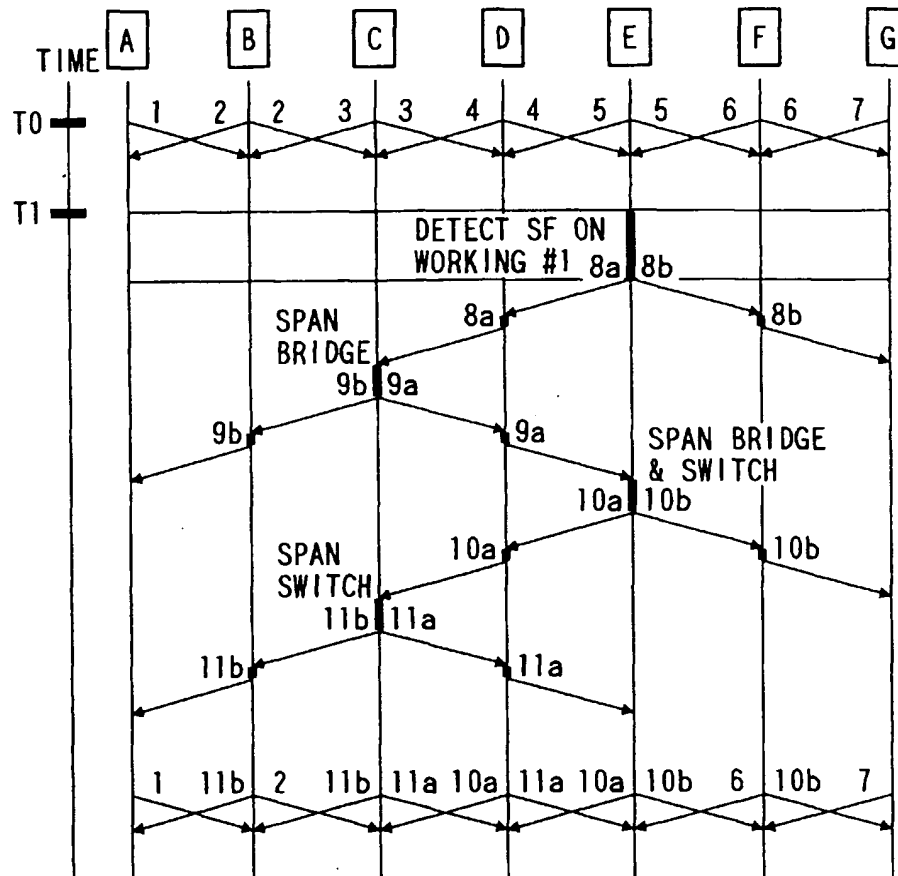 A B C D E F G
TIME
T0 1 2 2 3 3 4 4 5 5 6 6 7
T1
DETECT SF ON
WORKING #1 8a 8b
8a 8b
SPAN
BRIDGE
9b 9a
9b 9a
SPAN BRIDGE
& SWITCH
10a 10b
10a 10b
SPAN
SWITCH
11b 11a
11b 11a
1 11b 2 11b 11a 10a 11a 10a 10b 6 10b 7